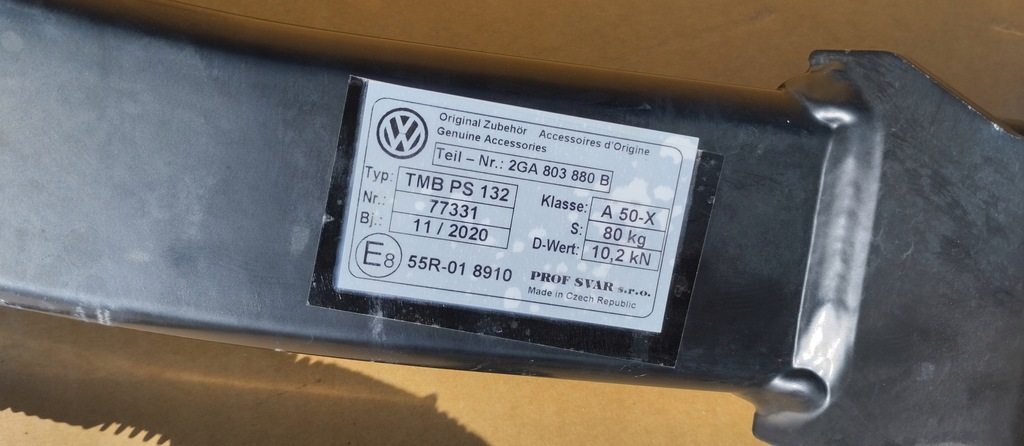 Original Zubehör Accessoires d'Origine
Genuine Accessories
Teil – Nr.: 2GA 803 880 B
Typ: TMB PS 132
Nr.: 77331
Bj.: 11 / 2020
Klasse: A 50-X
S: 80 kg
D-Wert: 10,2 kN
E8 55R-01 8910
PROF SVAR s.r.o.
Made in Czech Republic